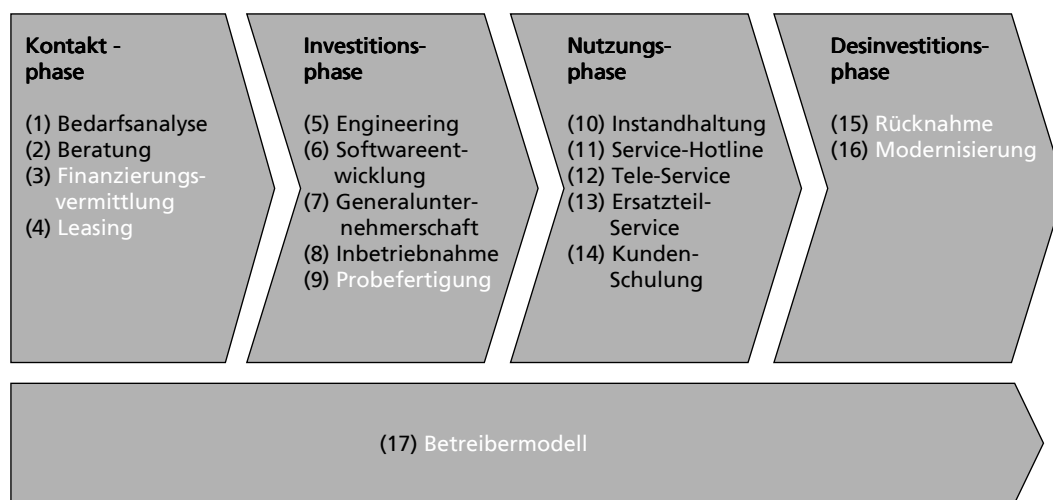 Kontakt -
phase
(1) Bedarfsanalyse
(2) Beratung
(3) Finanzierungs-
vermittlung
(4) Leasing
Investitions-
phase
(5) Engineering
(6) Softwareent-
wicklung
(7) Generalunter-
nehmerschaft
(8) Inbetriebnahme
(9) Probefertigung
Nutzungs-
phase
(10) Instandhaltung
(11) Service-Hotline
(12) Tele-Service
(13) Ersatzteil-
Service
(14) Kunden-
Schulung
Desinvestitions-
phase
(15) Rücknahme
(16) Modernisierung
(17) Betreibermodell